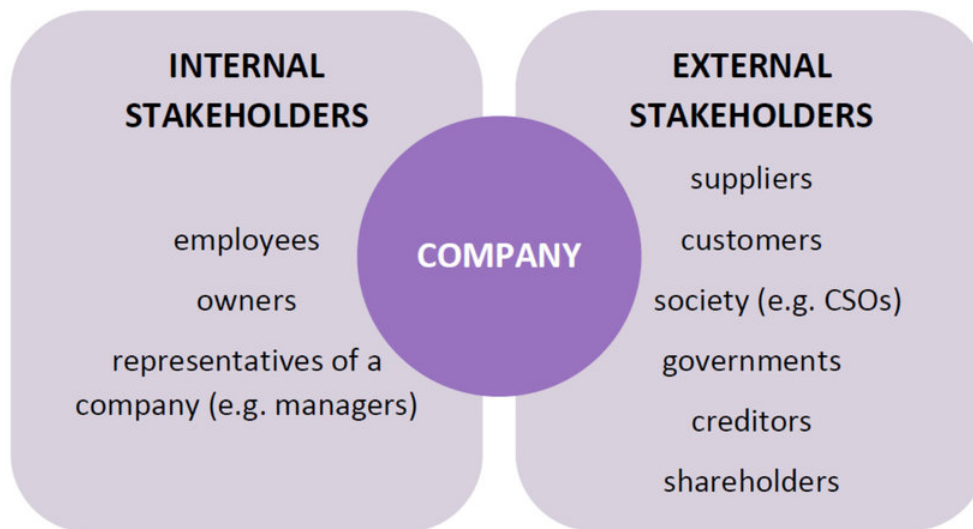 INTERNAL
STAKEHOLDERS
employees
owners
representatives of a
company (e.g. managers)
COMPANY
EXTERNAL
STAKEHOLDERS
suppliers
customers
society (e.g. CSOs)
governments
creditors
shareholders